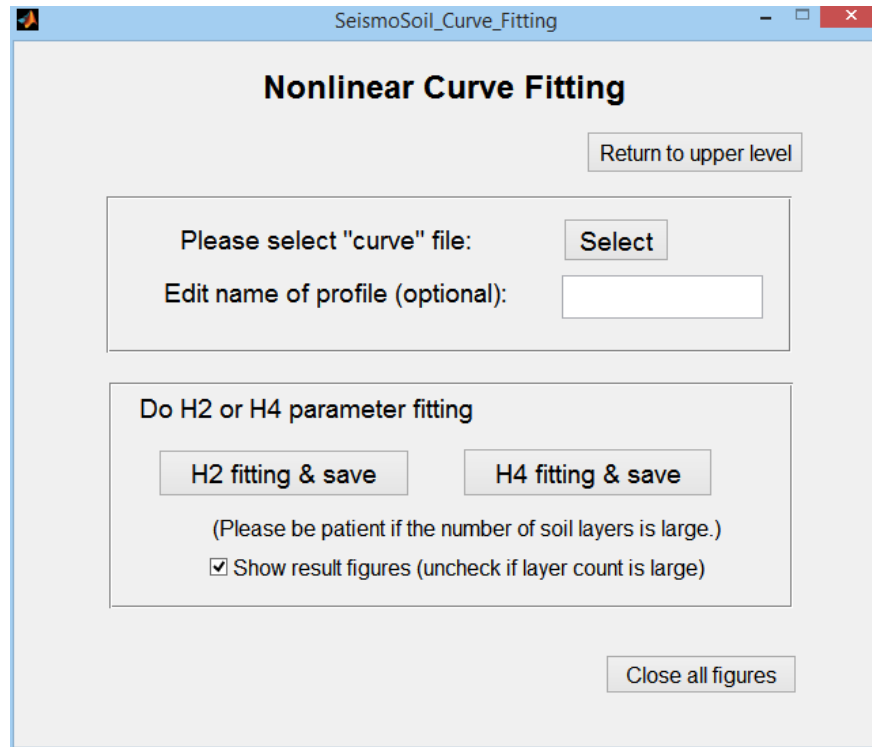 SeismoSoil_Curve_Fitting
Nonlinear Curve Fitting
Return to upper level
Please select "curve" file: Select
Edit name of profile (optional):
Do H2 or H4 parameter fitting
H2 fitting & save H4 fitting & save
(Please be patient if the number of soil layers is large.)
Show result figures (uncheck if layer count is large)
Close all figures